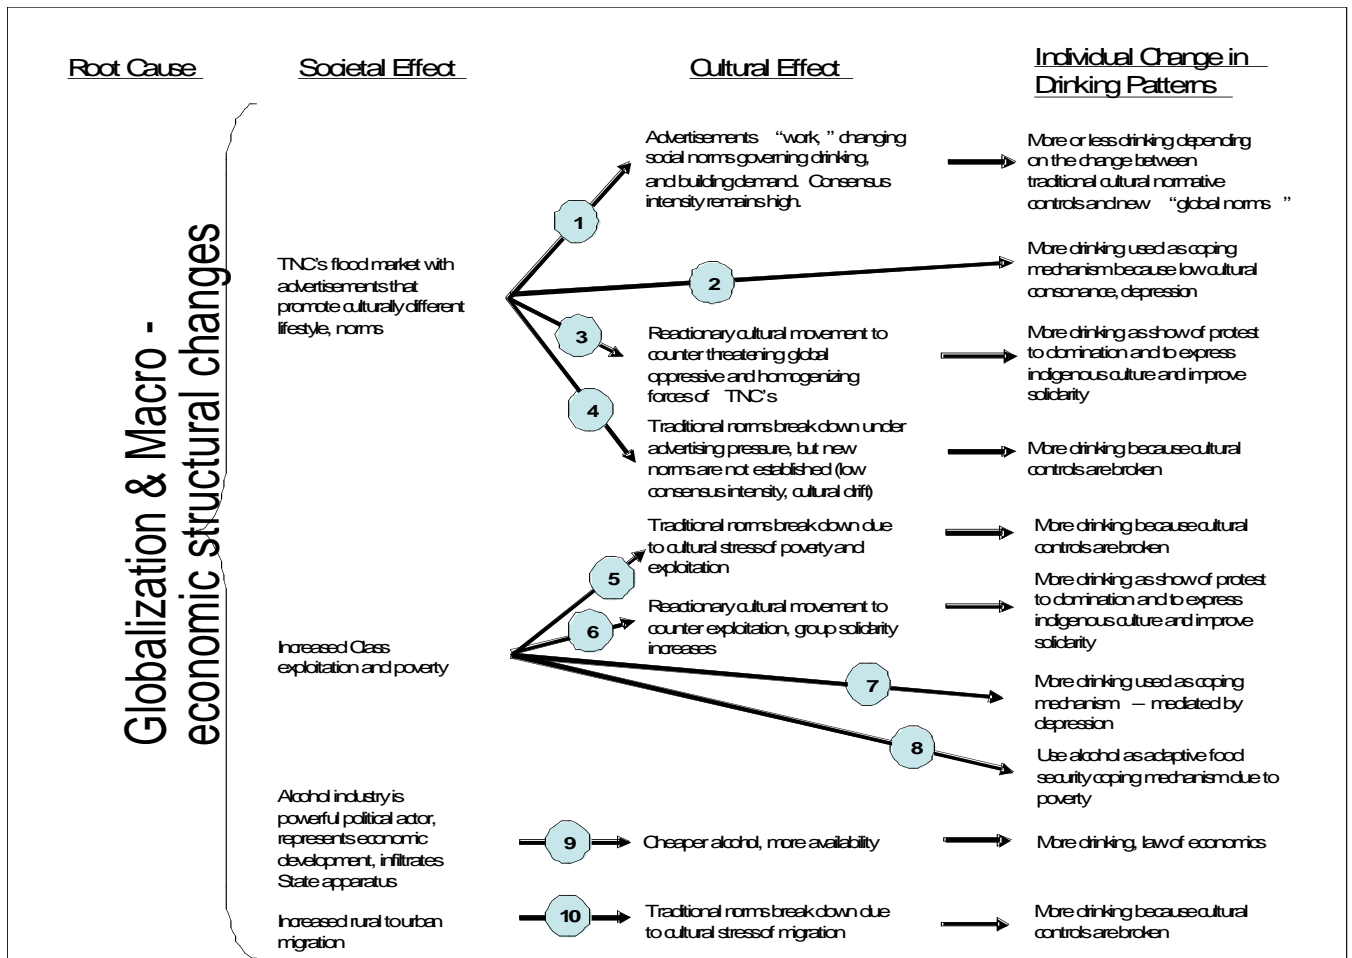 Root Cause
Societal Effect
Cultural Effect
Individual Change in
Drinking Patterns
Globalization & Macro -
economic structural changes
TNC's flood market with
advertisements that
promote culturally different
lifestyle, norms
1
Advertisements “work,” changing
social norms governing drinking,
and building demand. Consensus
intensity remains high.
More or less drinking depending
on the change between
traditional cultural normative
controls and new “global norms ”
2
More drinking used as coping
mechanism because low cultural
consonance, depression
3
Reactionary cultural movement to
counter threatening global
oppressive and homogenizing
forces of TNC's
More drinking as show of protest
to domination and to express
indigenous culture and improve
solidarity
4
Traditional norms break down under
advertising pressure, but new
norms are not established (low
consensus intensity, cultural drift)
More drinking because cultural
controls are broken
Increased Class
exploitation and poverty
5
Traditional norms break down due
to cultural stress of poverty and
exploitation
More drinking because cultural
controls are broken
6
Reactionary cultural movement to
counter exploitation, group solidarity
increases
More drinking as show of protest
to domination and to express
indigenous culture and improve
solidarity
7
More drinking used as coping
mechanism – mediated by
depression
8
Use alcohol as adaptive food
security coping mechanism due to
poverty
Alcohol industry is
powerful political actor,
represents economic
development, infiltrates
State apparatus
9
Cheaper alcohol, more availability
More drinking, law of economics
Increased rural to urban
migration
10
Traditional norms break down due
to cultural stress of migration
More drinking because cultural
controls are broken